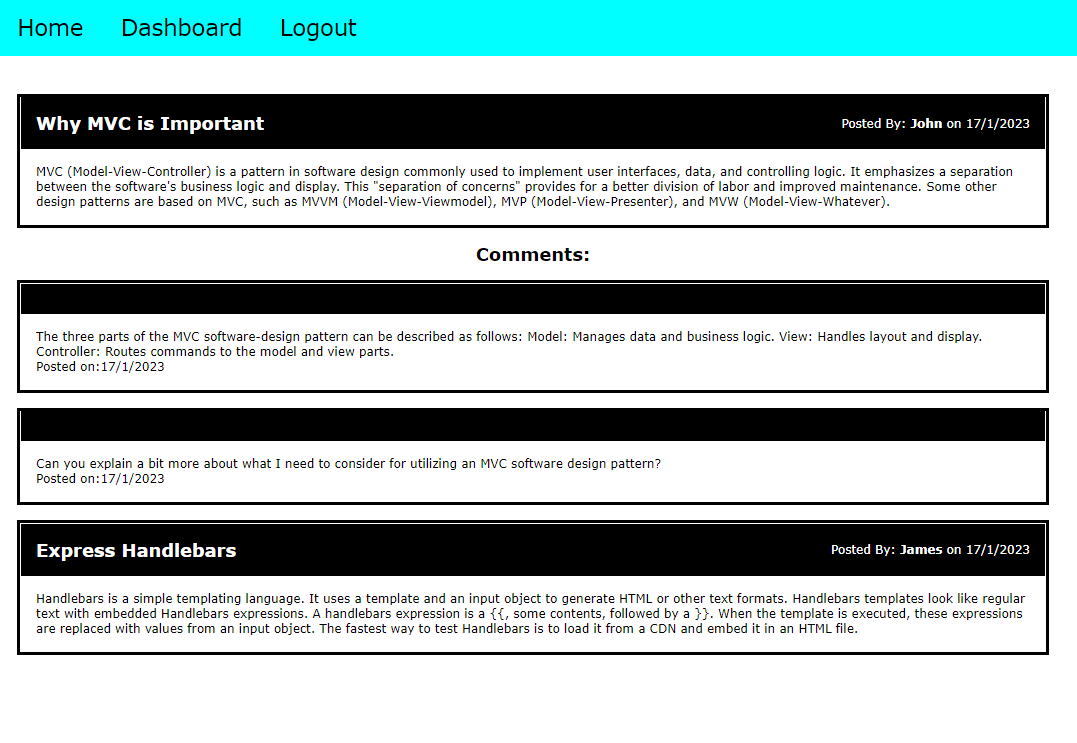 Home Dashboard Logout
Why MVC is Important Posted By: John on 17/1/2023
MVC (Model-View-Controller) is a pattern in software design commonly used to implement user interfaces, data, and controlling logic. It emphasizes a separation
between the software's business logic and display. This "separation of concerns" provides for a better division of labor and improved maintenance. Some other
design patterns are based on MVC, such as MVVM (Model-View-Viewmodel), MVP (Model-View-Presenter), and MVW (Model-View-Whatever).
Comments:
The three parts of the MVC software-design pattern can be described as follows: Model: Manages data and business logic. View: Handles layout and display.
Controller: Routes commands to the model and view parts.
Posted on:17/1/2023
Can you explain a bit more about what I need to consider for utilizing an MVC software design pattern?
Posted on:17/1/2023
Express Handlebars Posted By: James on 17/1/2023
Handlebars is a simple templating language. It uses a template and an input object to generate HTML or other text formats. Handlebars templates look like regular
text with embedded Handlebars expressions. A handlebars expression is a {{, some contents, followed by a }}. When the template is executed, these expressions
are replaced with values from an input object. The fastest way to test Handlebars is to load it from a CDN and embed it in an HTML file.